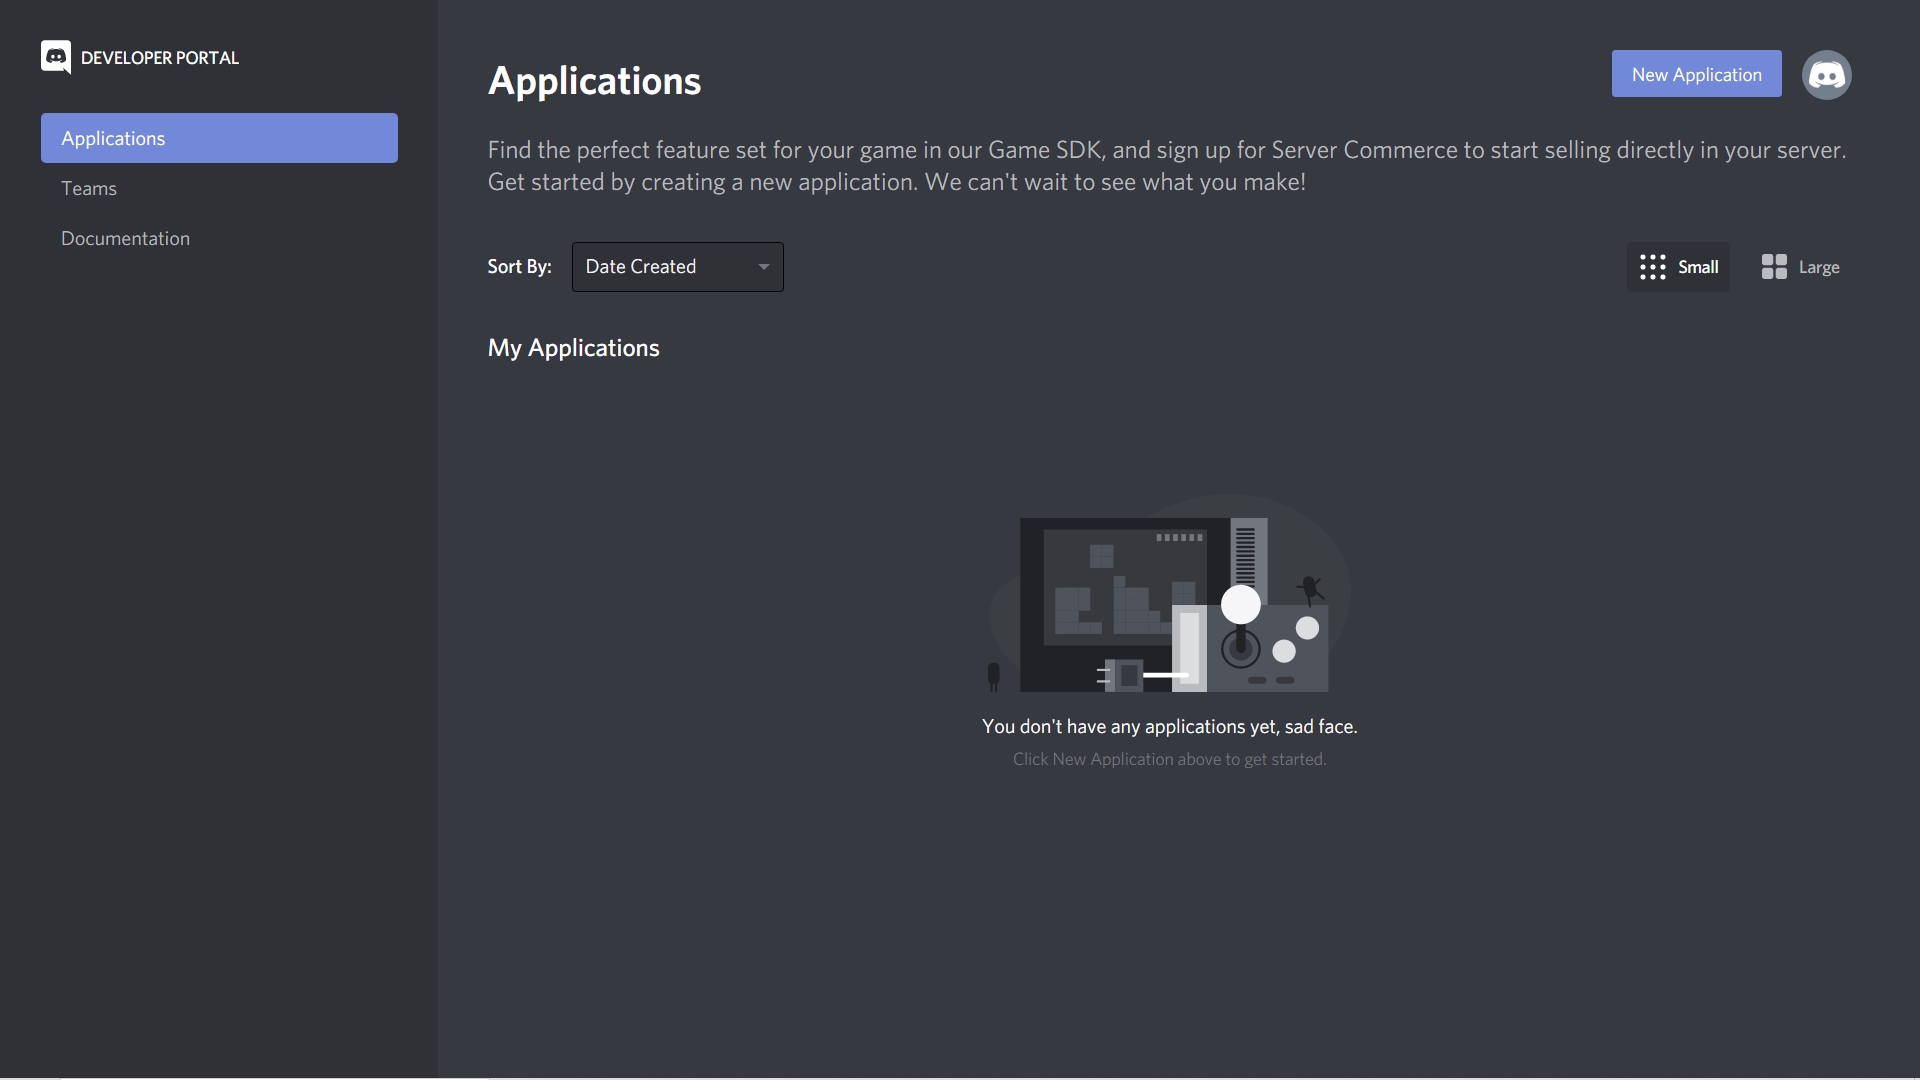 DEVELOPER PORTAL
Applications
Teams
Documentation
Applications
New Application
Find the perfect feature set for your game in our Game SDK, and sign up for Server Commerce to start selling directly in your server.
Get started by creating a new application. We can't wait to see what you make!
Sort By:
Date Created
Small
Large
My Applications
You don't have any applications yet, sad face.
Click New Application above to get started.